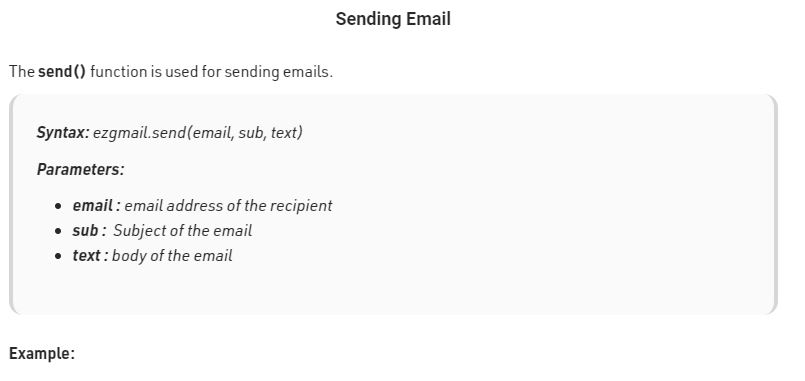 Sending Email
The send() function is used for sending emails.
Syntax: ezgmail.send(email, sub, text)
Parameters:
• email : email address of the recipient
• sub :  Subject of the email
• text : body of the email
Example: